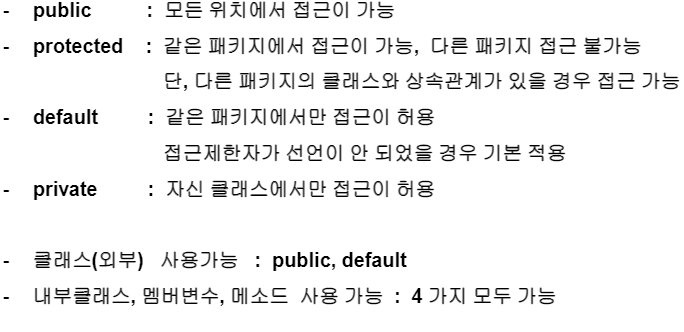 - public : 모든 위치에서 접근이 가능
- protected : 같은 패키지에서 접근이 가능, 다른 패키지 접근 불가능
단, 다른 패키지의 클래스와 상속관계가 있을 경우 접근 가능
- default : 같은 패키지에서만 접근이 허용
접근제한자가 선언이 안 되었을 경우 기본 적용
- private : 자신 클래스에서만 접근이 허용
- 클래스(외부) 사용가능 : public, default
- 내부클래스, 멤버변수, 메소드 사용 가능 : 4 가지 모두 가능